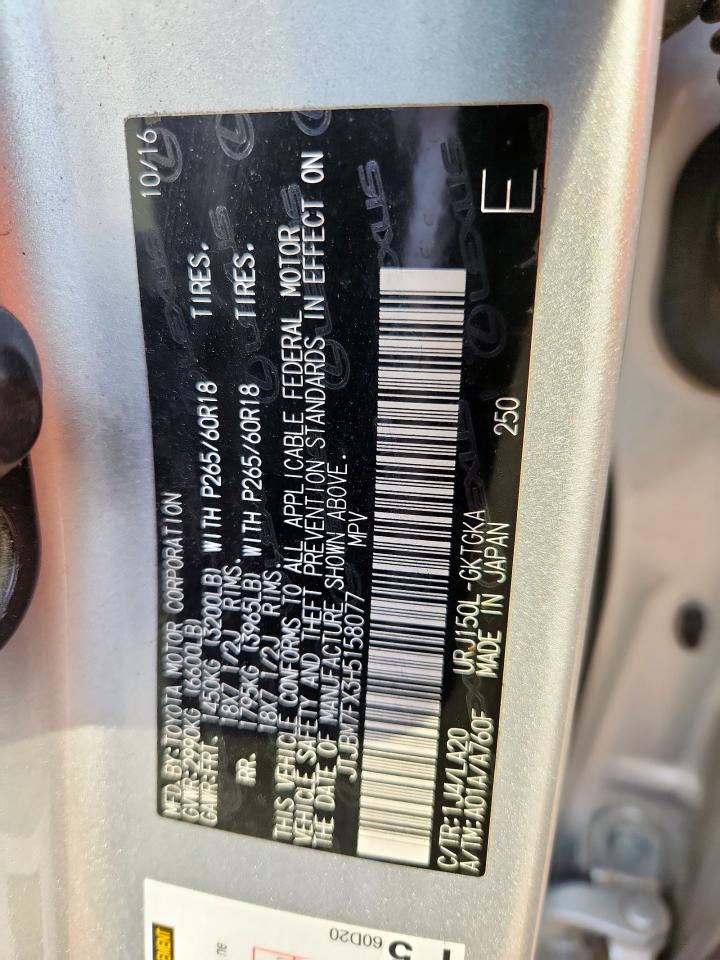 MFD.BY:TOYOTA MOTOR CORPORATION 10/16
GVWR:2990KG (6600LB)
GAWR:FRT. 1450KG (3200LB) WITH P265/60R18 TIRES.
18X7 1/2J RIMS.
RR. 1795KG (3945LB) WITH P265/60R18 TIRES.
18X7 1/2J RIMS.
THIS VEHICLE CONFORMS TO ALL APPLICABLE FEDERAL MOTOR
VEHICLE SAFETY AND THEFT PREVENTION STANDARDS IN EFFECT ON
THE DATE OF MANUFACTURE SHOWN ABOVE.
JTJBM7FX3H5158077 MPV
C/TR:1J4/LA20 URJ150L-GKTGKA 250 E
A/TM:A01A/A760F MADE IN JAPAN
LEXUS
60D20